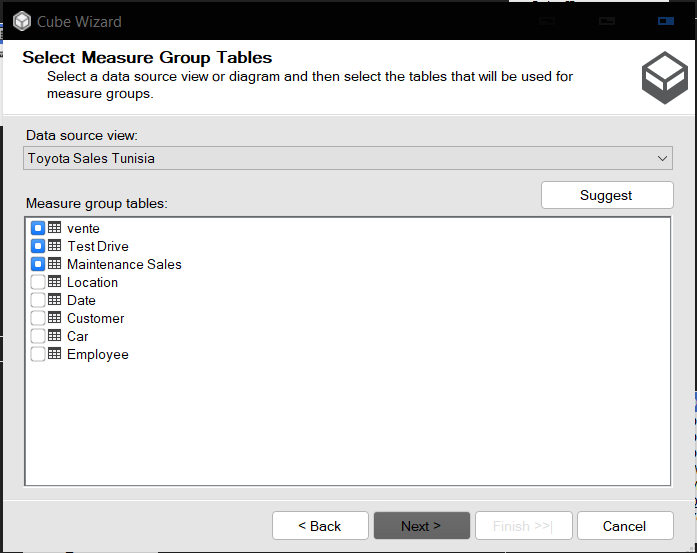 Cube Wizard
Select Measure Group Tables
Select a data source view or diagram and then select the tables that will be used for
measure groups.
Data source view:
Toyota Sales Tunisia
Suggest
Measure group tables:
vente
Test Drive
Maintenance Sales
Location
Date
Customer
Car
Employee
< Back
Next >
Finish >>|
Cancel